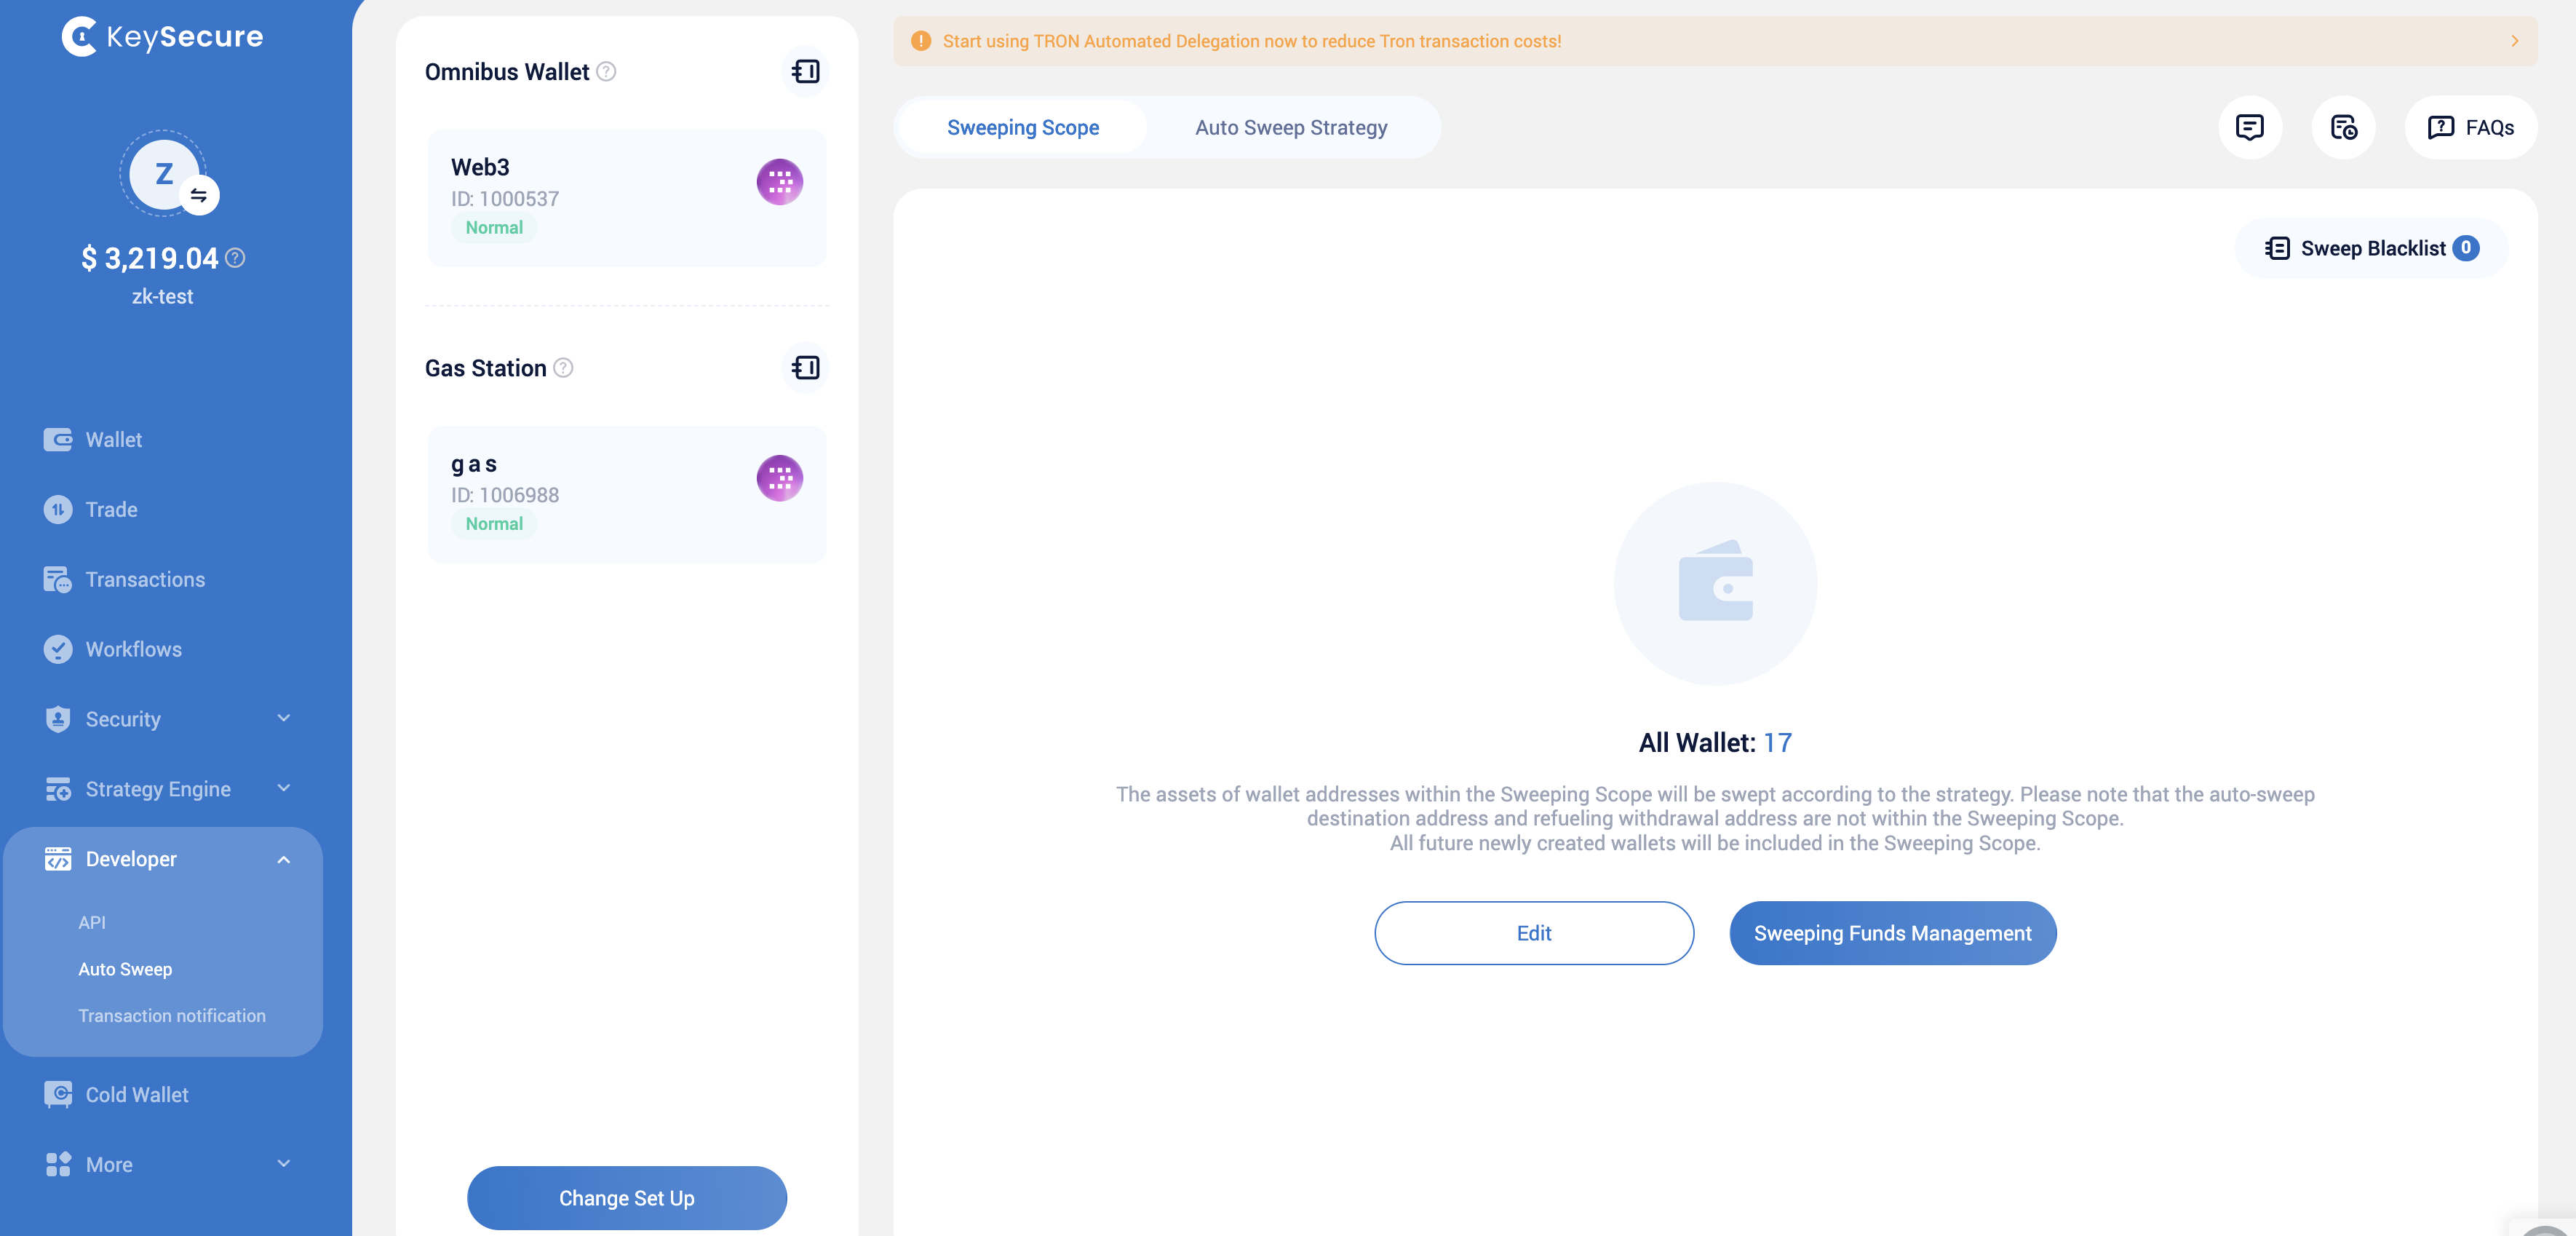 KeySecure
Z
$ 3,219.04
zk-test
Wallet
Trade
Transactions
Workflows
Security
Strategy Engine
Developer
API
Auto Sweep
Transaction notification
Cold Wallet
More
Omnibus Wallet
Web3
ID: 1000537
Normal
Gas Station
gas
ID: 1006988
Normal
Change Set Up
Start using TRON Automated Delegation now to reduce Tron transaction costs!
Sweeping Scope
Auto Sweep Strategy
FAQs
Sweep Blacklist 0
All Wallet: 17
The assets of wallet addresses within the Sweeping Scope will be swept according to the strategy. Please note that the auto-sweep
destination address and refueling withdrawal address are not within the Sweeping Scope.
All future newly created wallets will be included in the Sweeping Scope.
Edit
Sweeping Funds Management